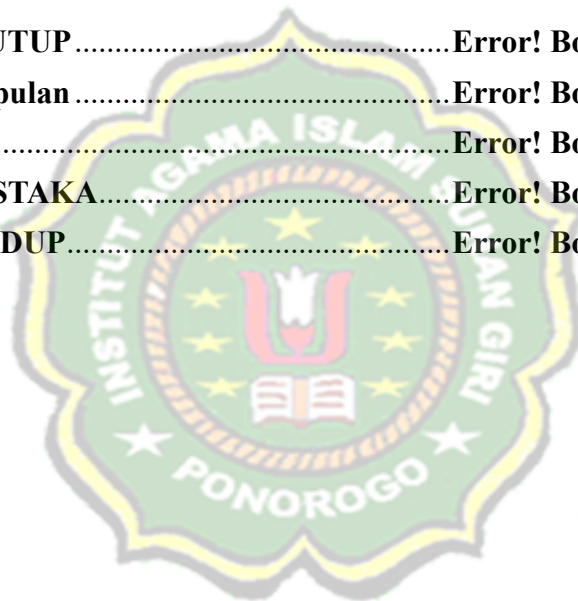 UTUP.................................................Error! Bo
pulan.................................................Error! Bo
.................................................Error! Bo
STAKA.................................................Error! Bo
DUP.................................................Error! Bo
INSTITUT AGAMA ISLAM SUNAN GIRI
PONOROGO